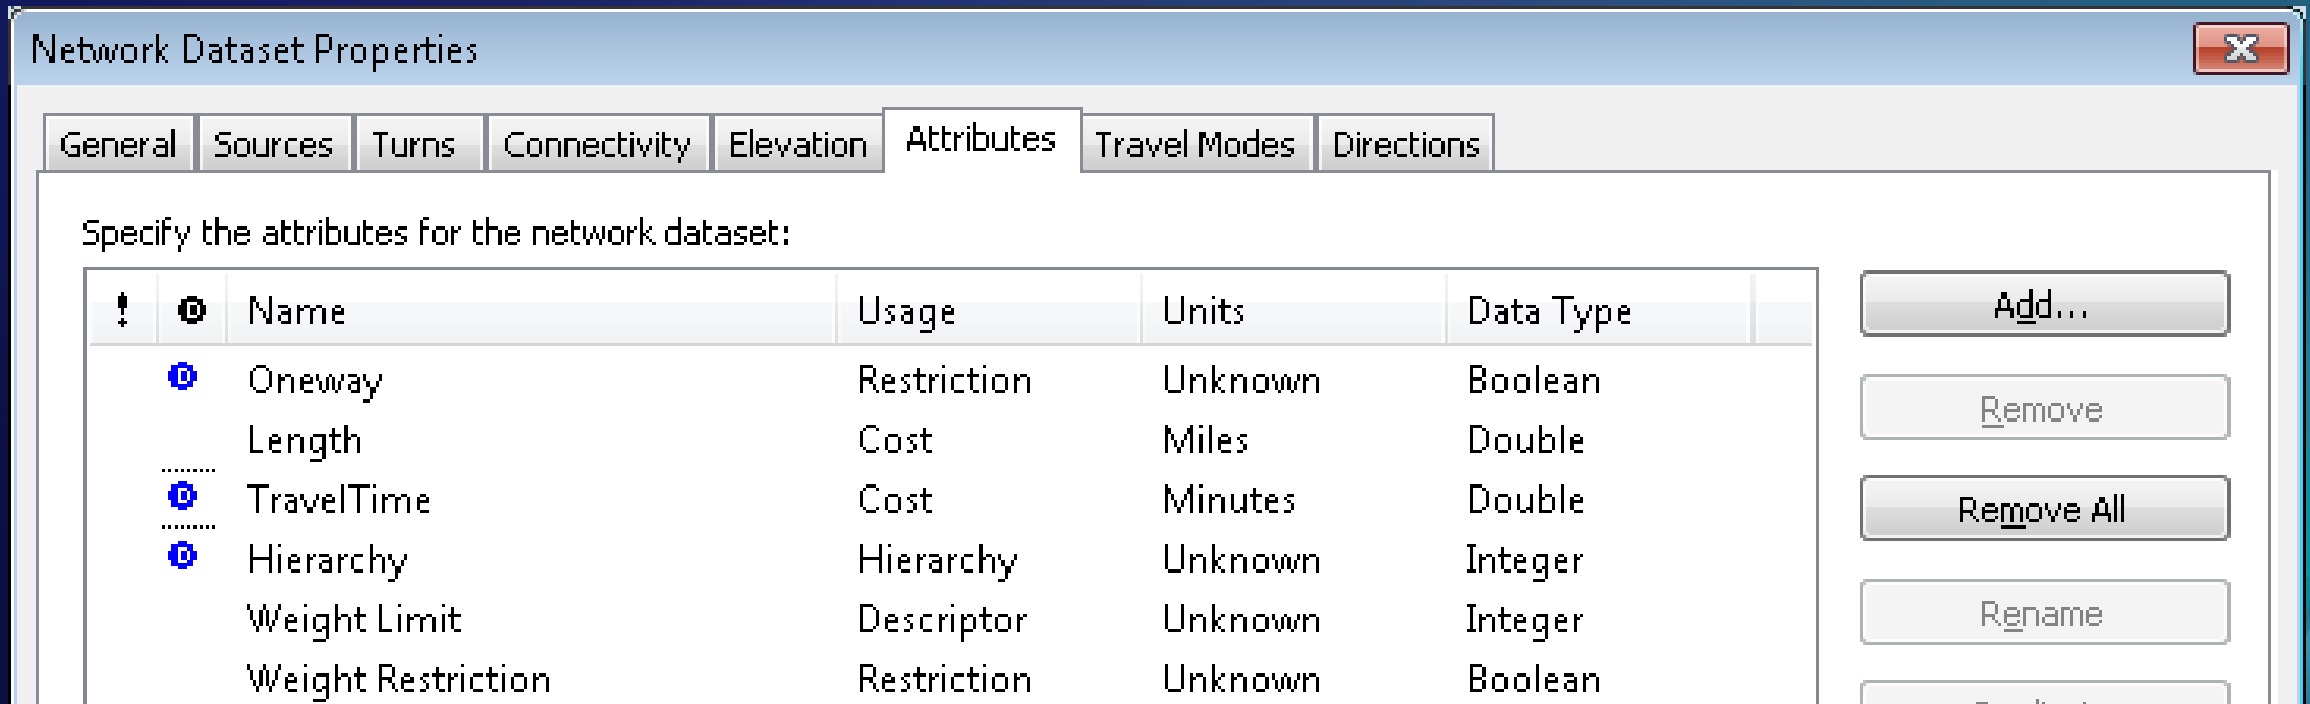 Network Dataset Properties
General Sources Turns Connectivity Elevation Attributes Travel Modes Directions
Specify the attributes for the network dataset:
! D Name Usage Units Data Type
D Oneway Restriction Unknown Boolean
Length Cost Miles Double
D TravelTime Cost Minutes Double
D Hierarchy Hierarchy Unknown Integer
Weight Limit Descriptor Unknown Integer
Weight Restriction Restriction Unknown Boolean
Add...
Remove
Remove All
Rename